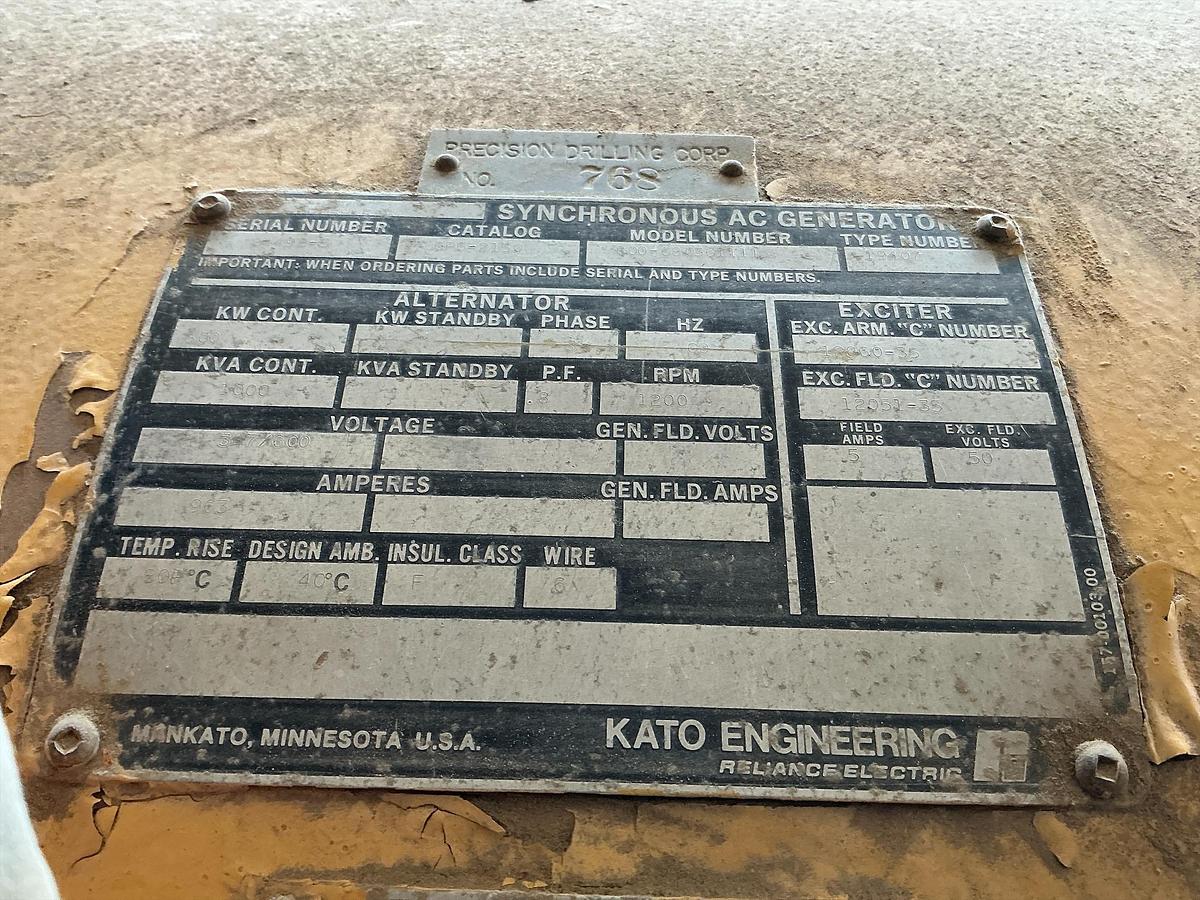 PRECISION DRILLING CORP
NO. 768
SYNCHRONOUS AC GENERATOR
SERIAL NUMBER CATALOG MODEL NUMBER TYPE NUMBER
IMPORTANT: WHEN ORDERING PARTS INCLUDE SERIAL AND TYPE NUMBERS.
ALTERNATOR
KW CONT. KW STANDBY PHASE HZ
KVA CONT. KVA STANDBY P.F. RPM
1000 .8 1200
VOLTAGE GEN. FLD. VOLTS
AMPERES GEN. FLD. AMPS
TEMP. RISE DESIGN AMB. INSUL. CLASS WIRE
°C 40°C F 6
EXCITER
EXC. ARM. "C" NUMBER
EXC. FLD. "C" NUMBER
12051-35
FIELD AMPS EXC. FLD. VOLTS
5 50
MANKATO, MINNESOTA U.S.A.
KATO ENGINEERING
RELIANCE ELECTRIC